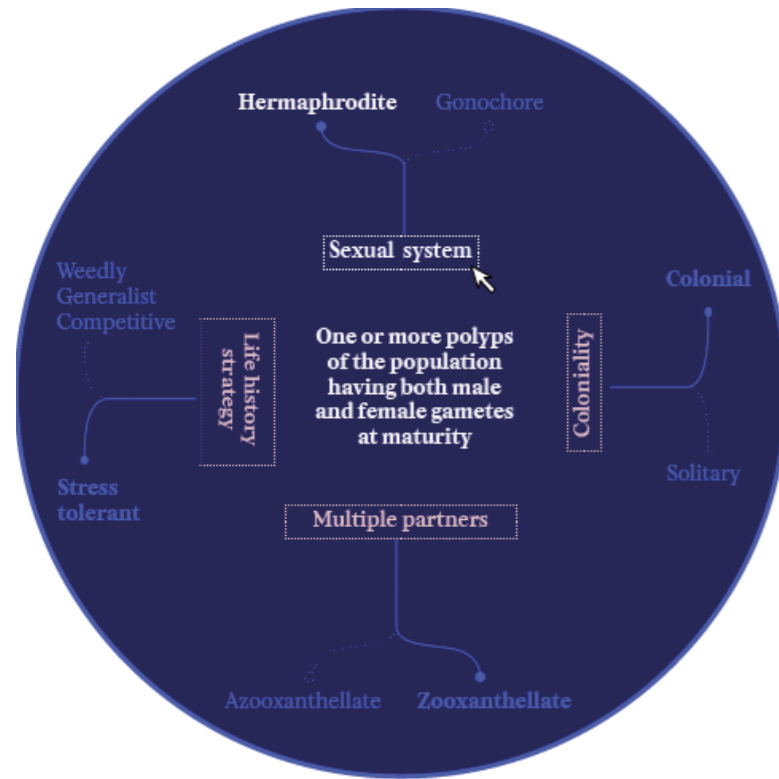 Hermaphrodite
Gonochore
Sexual system
Weedly
Generalist
Competitive
Colonial
Life history
strategy
One or more polyps
of the population
having both male
and female gametes
at maturity
Coloniality
Stress
tolerant
Solitary
Multiple partners
Azooxanthellate
Zooxanthellate